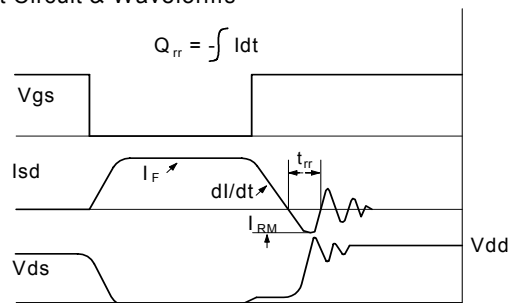 t Circuit & Waveforms
Q rr = -∫ Idt
Vgs
Isd
I F
dI/dt
t rr
I RM
Vds
Vdd